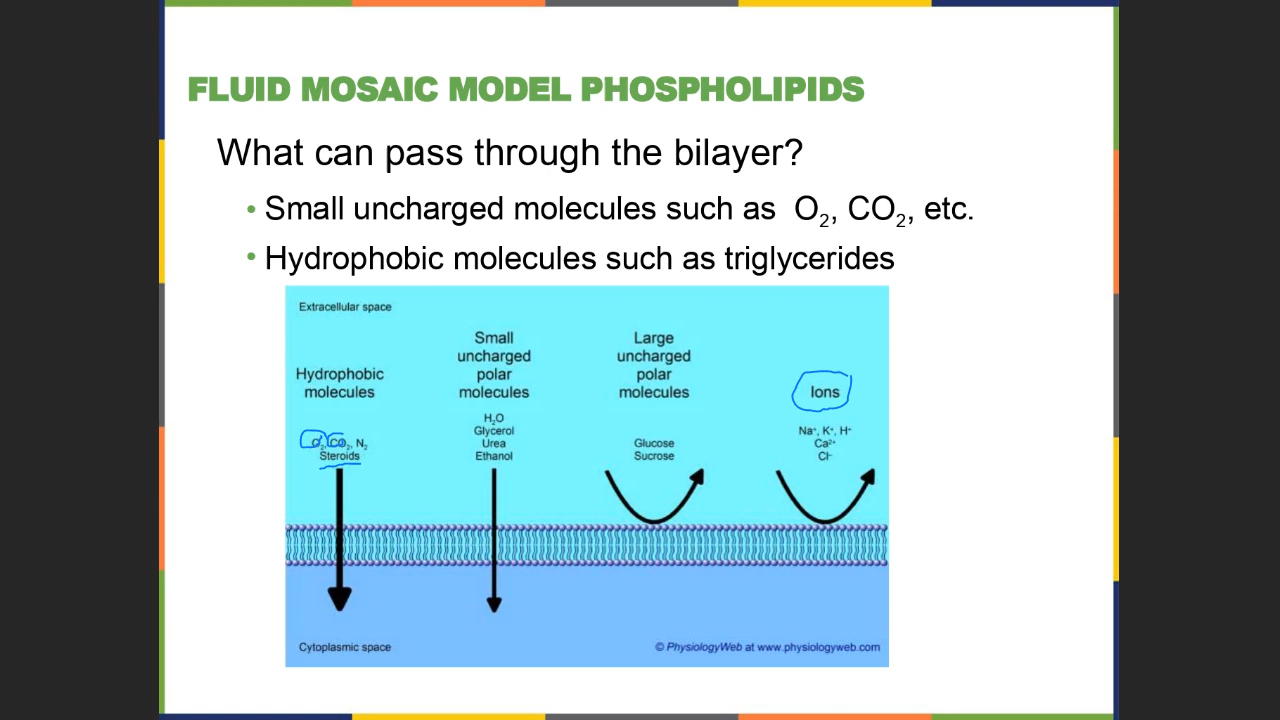 FLUID MOSAIC MODEL PHOSPHOLIPIDS
What can pass through the bilayer?
• Small uncharged molecules such as O₂, CO₂, etc.
• Hydrophobic molecules such as triglycerides
Extracellular space
Hydrophobic
molecules
O₂, CO₂, N₂
Steroids
Small
uncharged
polar
molecules
H₂O
Glycerol
Urea
Ethanol
Large
uncharged
polar
molecules
Glucose
Sucrose
Ions
Na⁺, K⁺, H⁺
Ca²⁺
Cl⁻
Cytoplasmic space
© PhysiologyWeb at www.physiologyweb.com